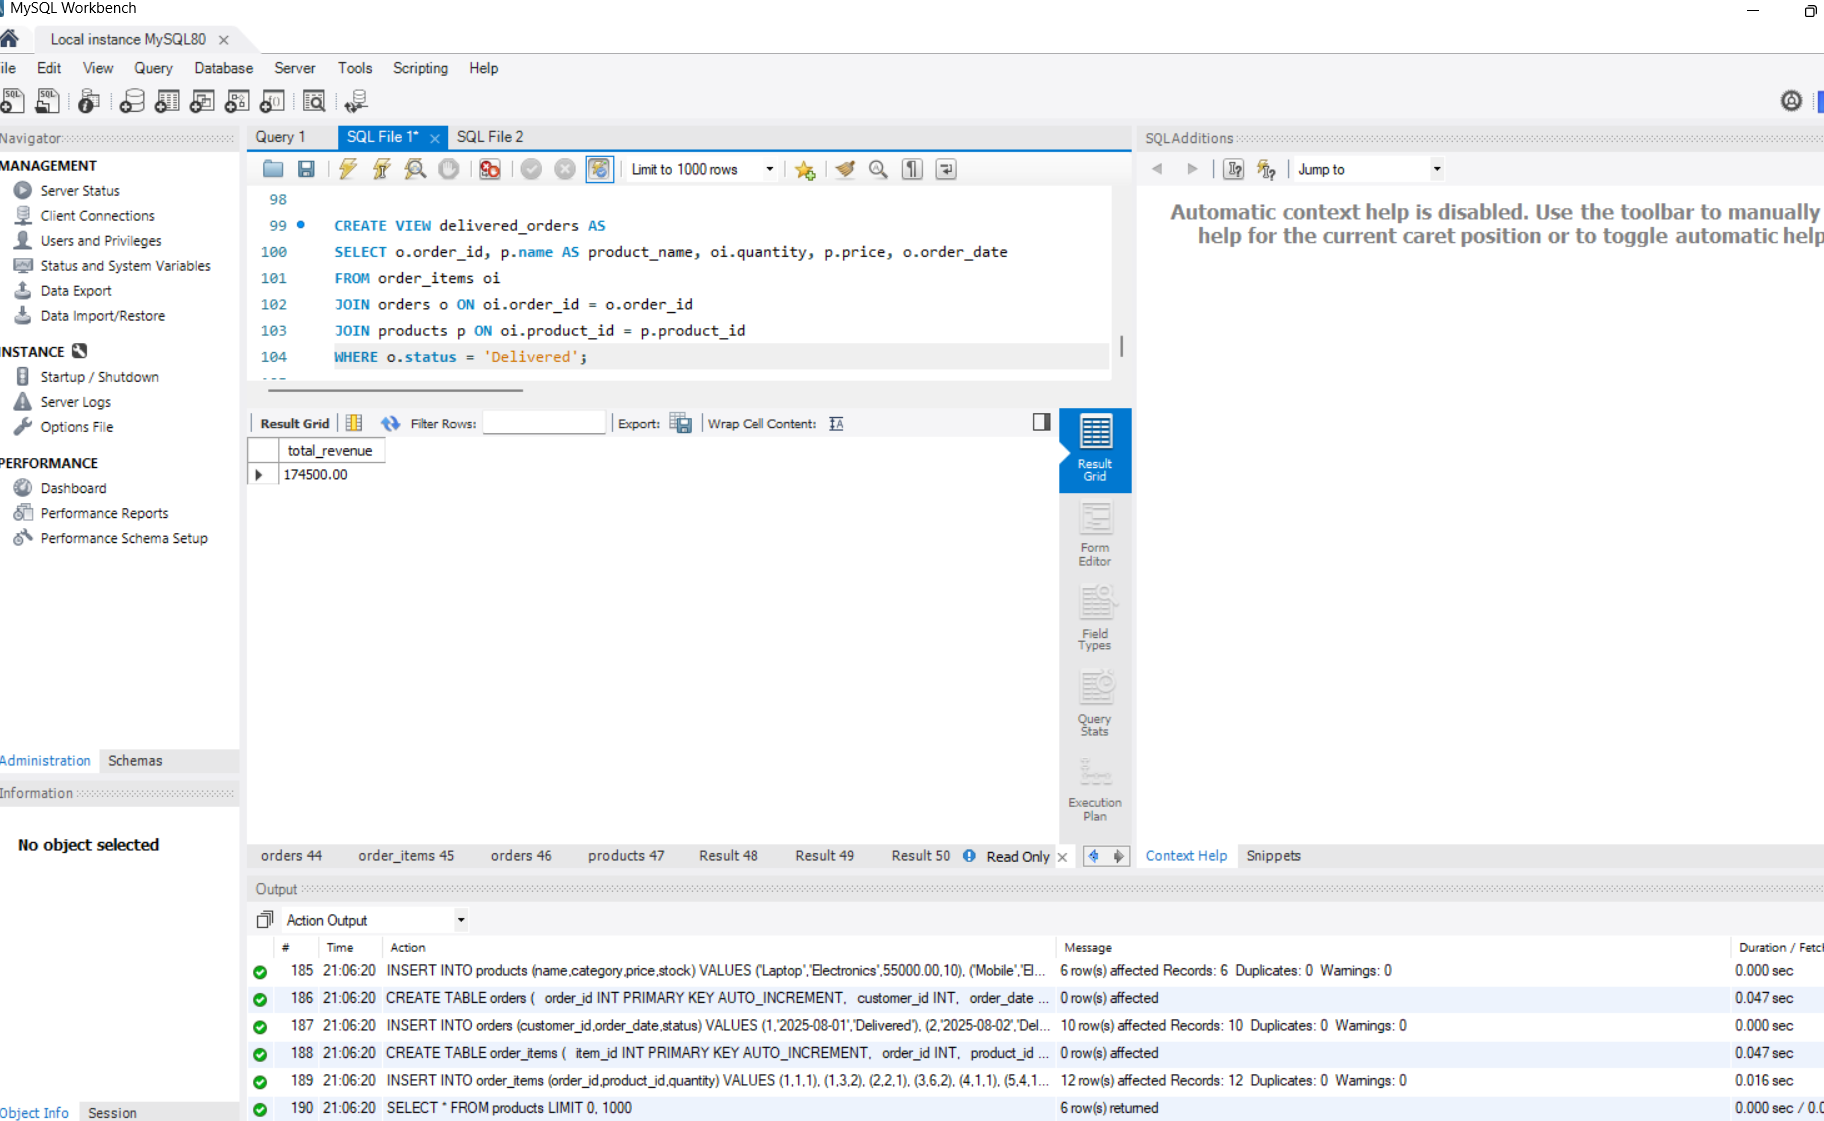 MySQL Workbench
Local instance MySQL80
ile Edit View Query Database Server Tools Scripting Help
Navigator
MANAGEMENT
Server Status
Client Connections
Users and Privileges
Status and System Variables
Data Export
Data Import/Restore
INSTANCE
Startup / Shutdown
Server Logs
Options File
PERFORMANCE
Dashboard
Performance Reports
Performance Schema Setup
Administration Schemas
Information
No object selected
Object Info Session
Query 1 SQL File 1* SQL File 2
Limit to 1000 rows
98
99 CREATE VIEW delivered_orders AS
100 SELECT o.order_id, p.name AS product_name, oi.quantity, p.price, o.order_date
101 FROM order_items oi
102 JOIN orders o ON oi.order_id = o.order_id
103 JOIN products p ON oi.product_id = p.product_id
104 WHERE o.status = 'Delivered';
Result Grid Filter Rows: Export: Wrap Cell Content:
total_revenue
174500.00
Result
Grid
Form
Editor
Field
Types
Query
Stats
Execution
Plan
orders 44 order_items 45 orders 46 products 47 Result 48 Result 49 Result 50 Read Only
SQLAdditions
Jump to
Automatic context help is disabled. Use the toolbar to manually
help for the current caret position or to toggle automatic help
Context Help Snippets
Output
Action Output
# Time Action Message Duration / Fetch
185 21:06:20 INSERT INTO products (name,category,price,stock) VALUES ('Laptop','Electronics',55000.00,10), ('Mobile','El... 6 row(s) affected Records: 6 Duplicates: 0 Warnings: 0 0.000 sec
186 21:06:20 CREATE TABLE orders ( order_id INT PRIMARY KEY AUTO_INCREMENT, customer_id INT, order_date ... 0 row(s) affected 0.047 sec
187 21:06:20 INSERT INTO orders (customer_id,order_date,status) VALUES (1,'2025-08-01','Delivered'), (2,'2025-08-02','Del... 10 row(s) affected Records: 10 Duplicates: 0 Warnings: 0 0.000 sec
188 21:06:20 CREATE TABLE order_items ( item_id INT PRIMARY KEY AUTO_INCREMENT, order_id INT, product_id ... 0 row(s) affected 0.047 sec
189 21:06:20 INSERT INTO order_items (order_id,product_id,quantity) VALUES (1,1,1), (1,3,2), (2,2,1), (3,6,2), (4,1,1), (5,4,1... 12 row(s) affected Records: 12 Duplicates: 0 Warnings: 0 0.016 sec
190 21:06:20 SELECT * FROM products LIMIT 0, 1000 6 row(s) returned 0.000 sec / 0.0